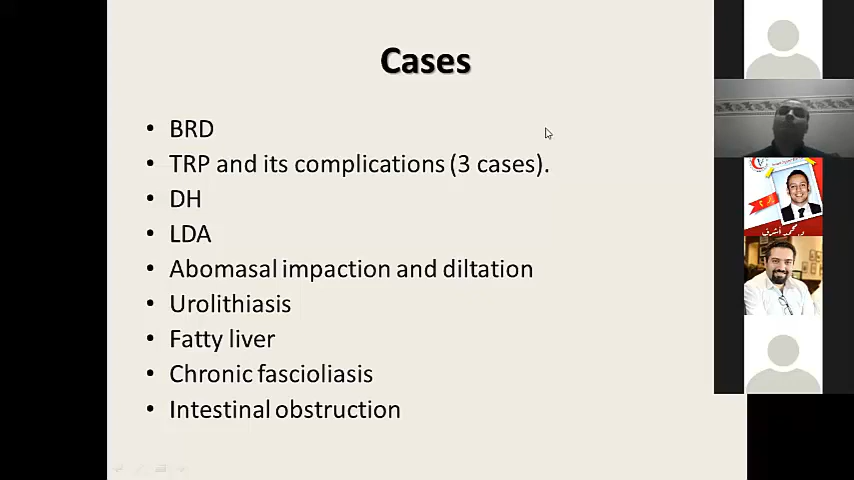 Cases
• BRD
• TRP and its complications (3 cases).
• DH
• LDA
• Abomasal impaction and diltation
• Urolithiasis
• Fatty liver
• Chronic fascioliasis
• Intestinal obstruction